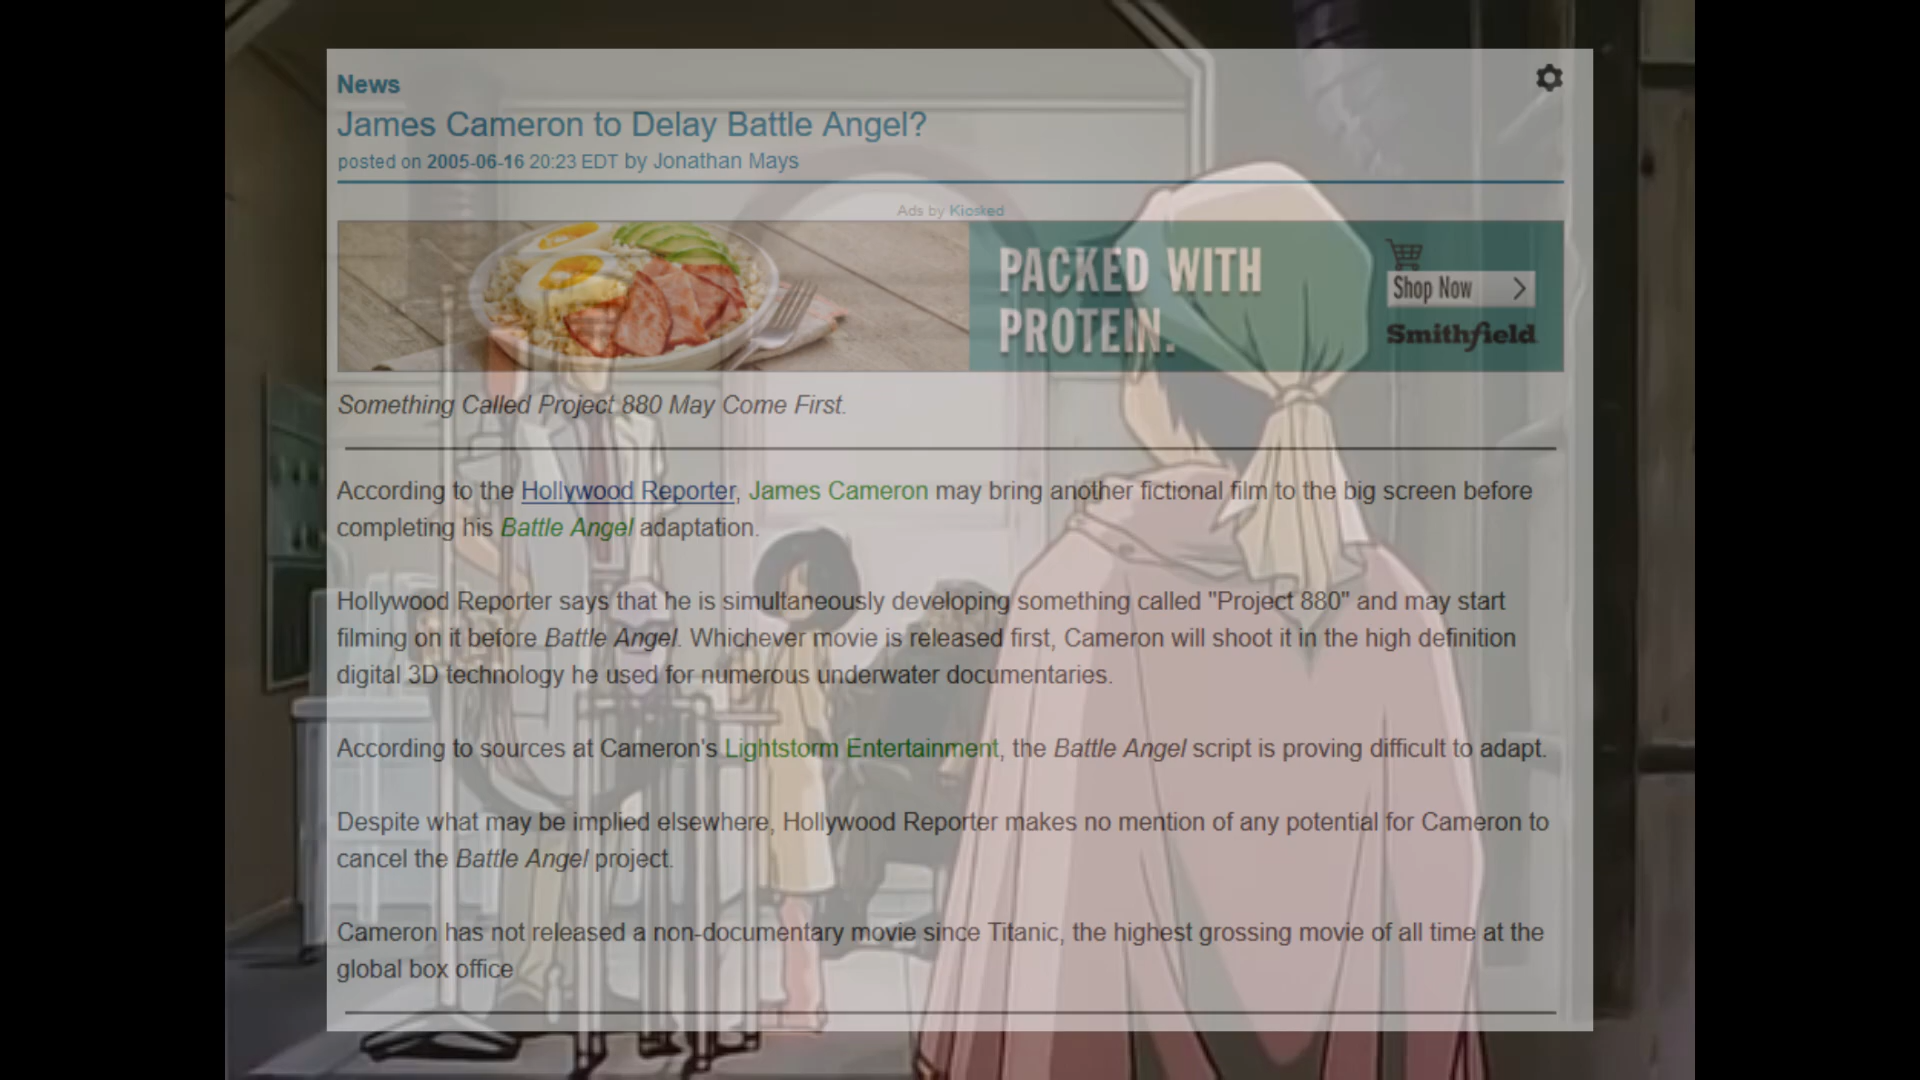 News
James Cameron to Delay Battle Angel?
posted on 2005-06-16 20:23 EDT by Jonathan Mays
Ads by Kiosked
PACKED WITH
PROTEIN.
Shop Now
Smithfield
Something Called Project 880 May Come First.
According to the Hollywood Reporter, James Cameron may bring another fictional film to the big screen before
completing his Battle Angel adaptation.
Hollywood Reporter says that he is simultaneously developing something called "Project 880" and may start
filming on it before Battle Angel. Whichever movie is released first, Cameron will shoot it in the high definition
digital 3D technology he used for numerous underwater documentaries.
According to sources at Cameron's Lightstorm Entertainment, the Battle Angel script is proving difficult to adapt.
Despite what may be implied elsewhere, Hollywood Reporter makes no mention of any potential for Cameron to
cancel the Battle Angel project.
Cameron has not released a non-documentary movie since Titanic, the highest grossing movie of all time at the
global box office